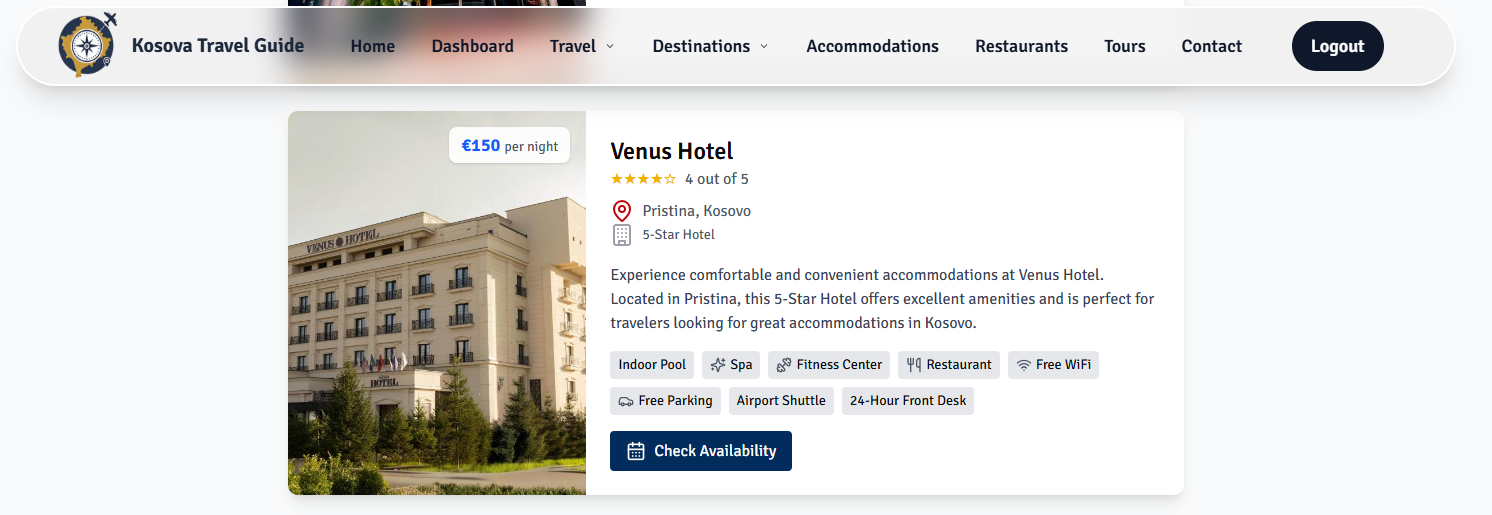 Kosova Travel Guide Home Dashboard Travel Destinations Accommodations Restaurants Tours Contact Logout
€150 per night
VENUS HOTEL
HOTEL
Venus Hotel
★★★★☆ 4 out of 5
Pristina, Kosovo
5-Star Hotel
Experience comfortable and convenient accommodations at Venus Hotel.
Located in Pristina, this 5-Star Hotel offers excellent amenities and is perfect for
travelers looking for great accommodations in Kosovo.
Indoor Pool Spa Fitness Center Restaurant Free WiFi
Free Parking Airport Shuttle 24-Hour Front Desk
Check Availability